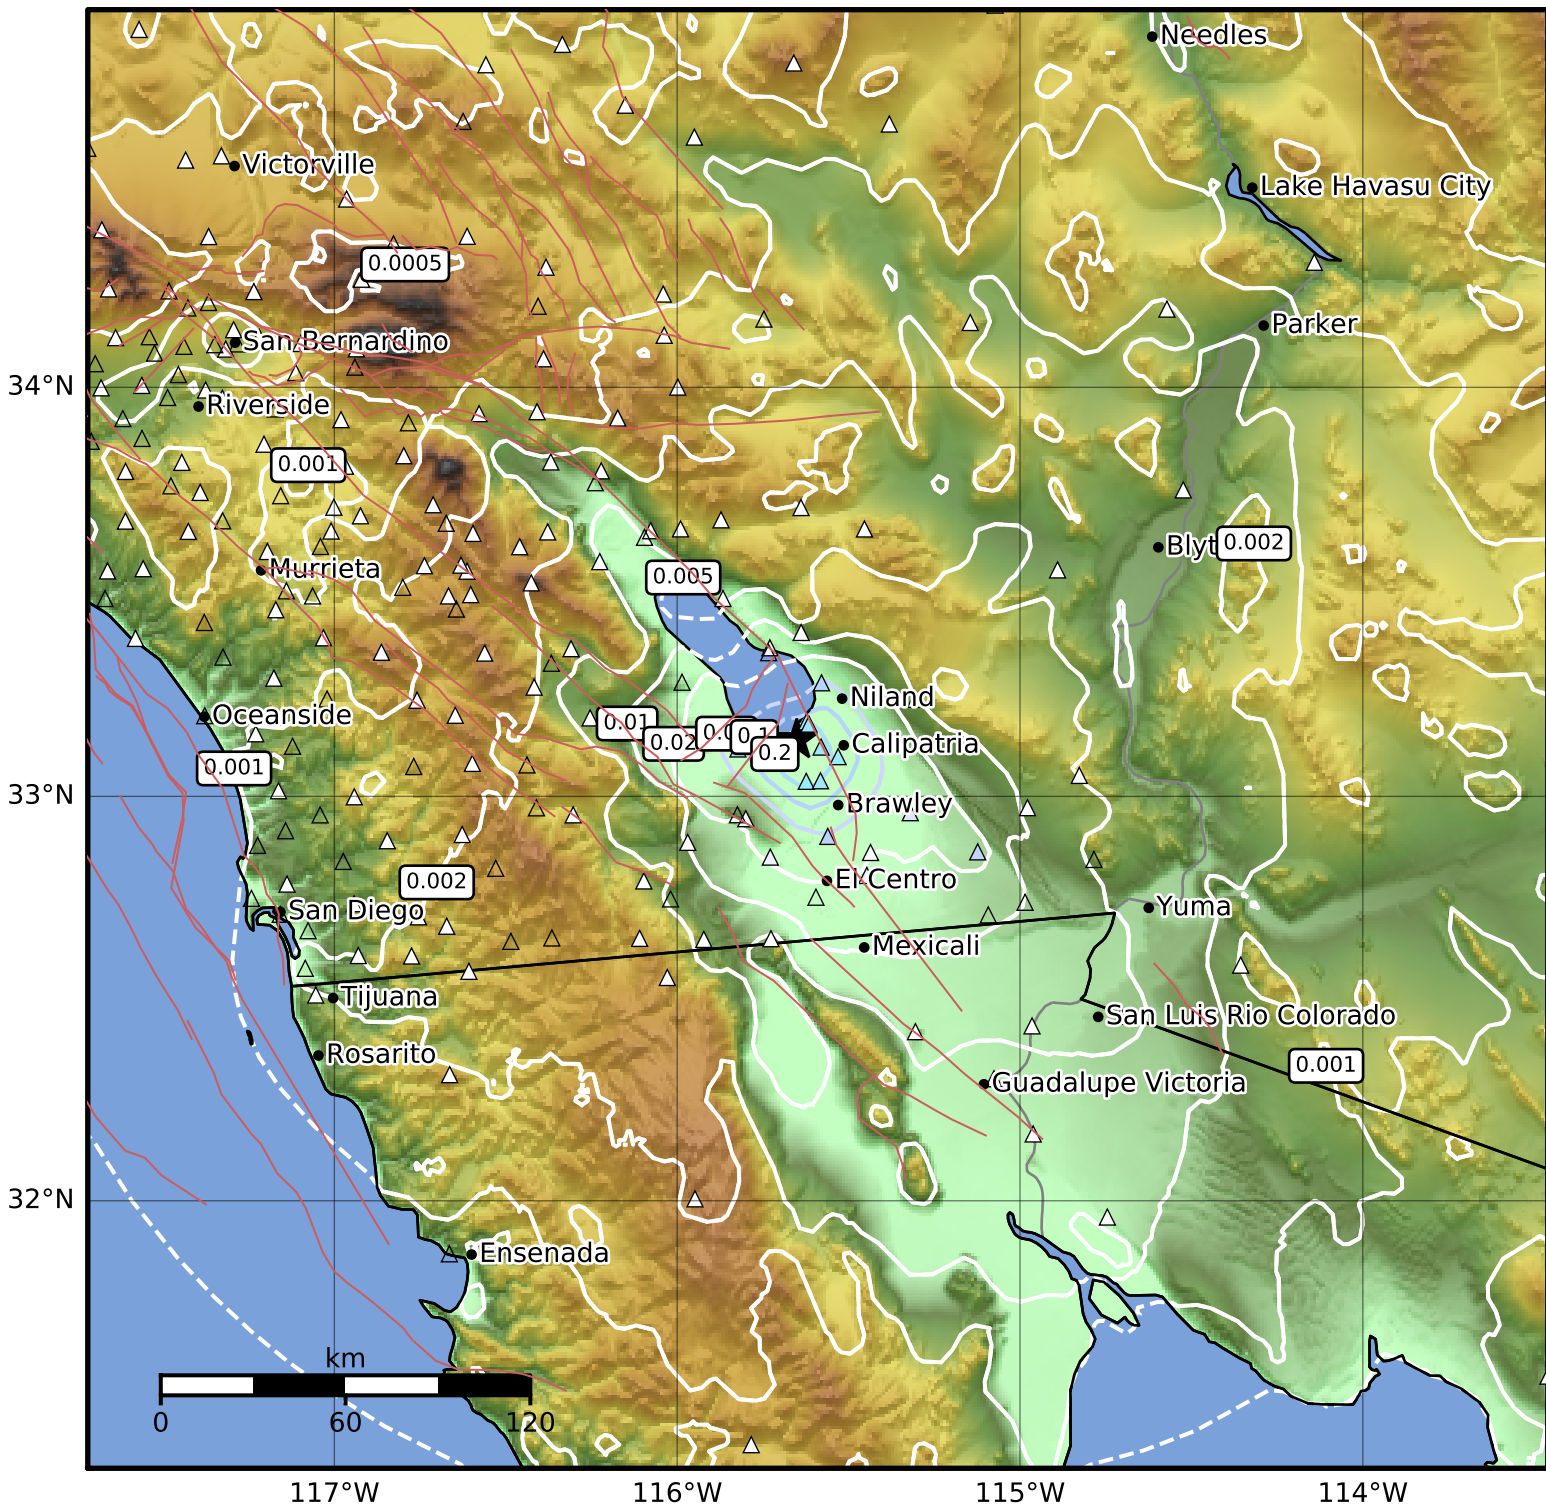 Needles
Victorville
Lake Havasu City
0.0005
San Bernardino
Parker
34°N
Riverside
0.001
Murrieta
0.002
0.005
Niland
Oceanside
0.01
0.02
0.2
Calipatria
0.001
33°N
Brawley
0.002
El Centro
San Diego
Yuma
Mexicali
Tijuana
San Luis Rio Colorado
Rosarito
0.001
Guadalupe Victoria
32°N
Ensenada
km
0 60 120
117°W 116°W 115°W 114°W